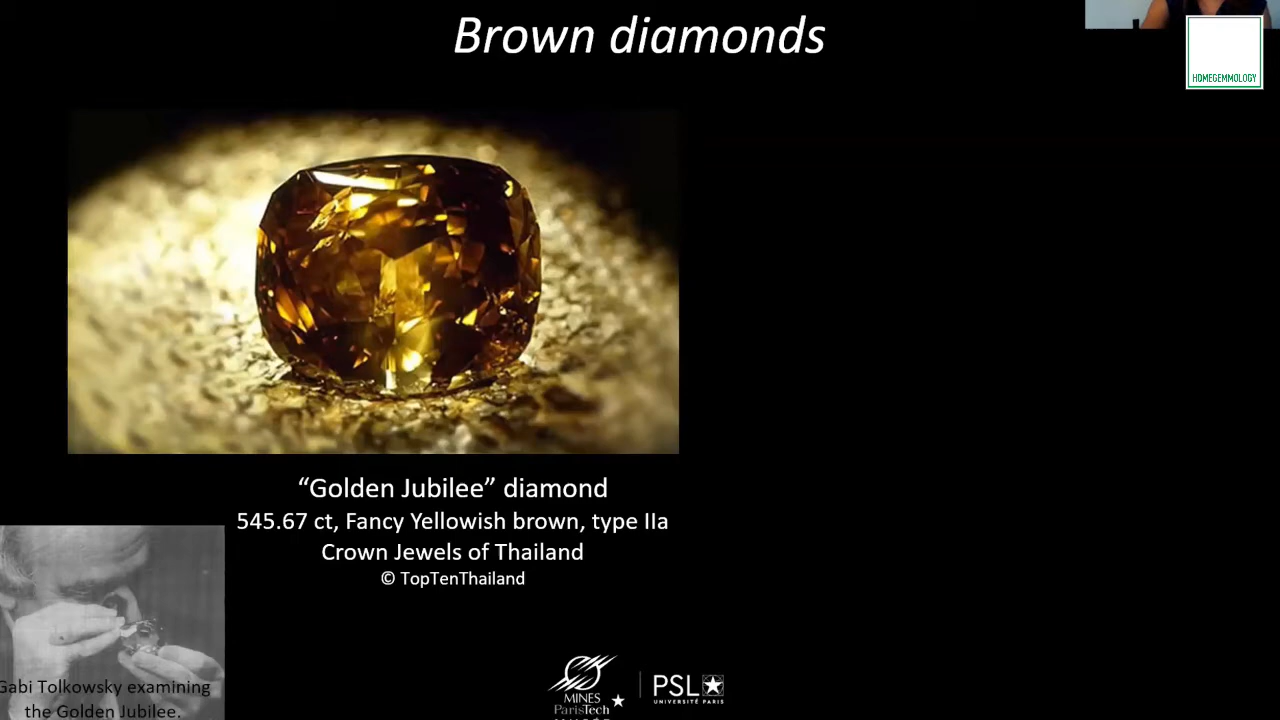 Brown diamonds
HOMEGEMMOLOGY
“Golden Jubilee” diamond
545.67 ct, Fancy Yellowish brown, type IIa
Crown Jewels of Thailand
© TopTenThailand
Gabi Tolkowsky examining
the Golden Jubilee.
MINES
ParisTech
PSL
UNIVERSITÉ PARIS